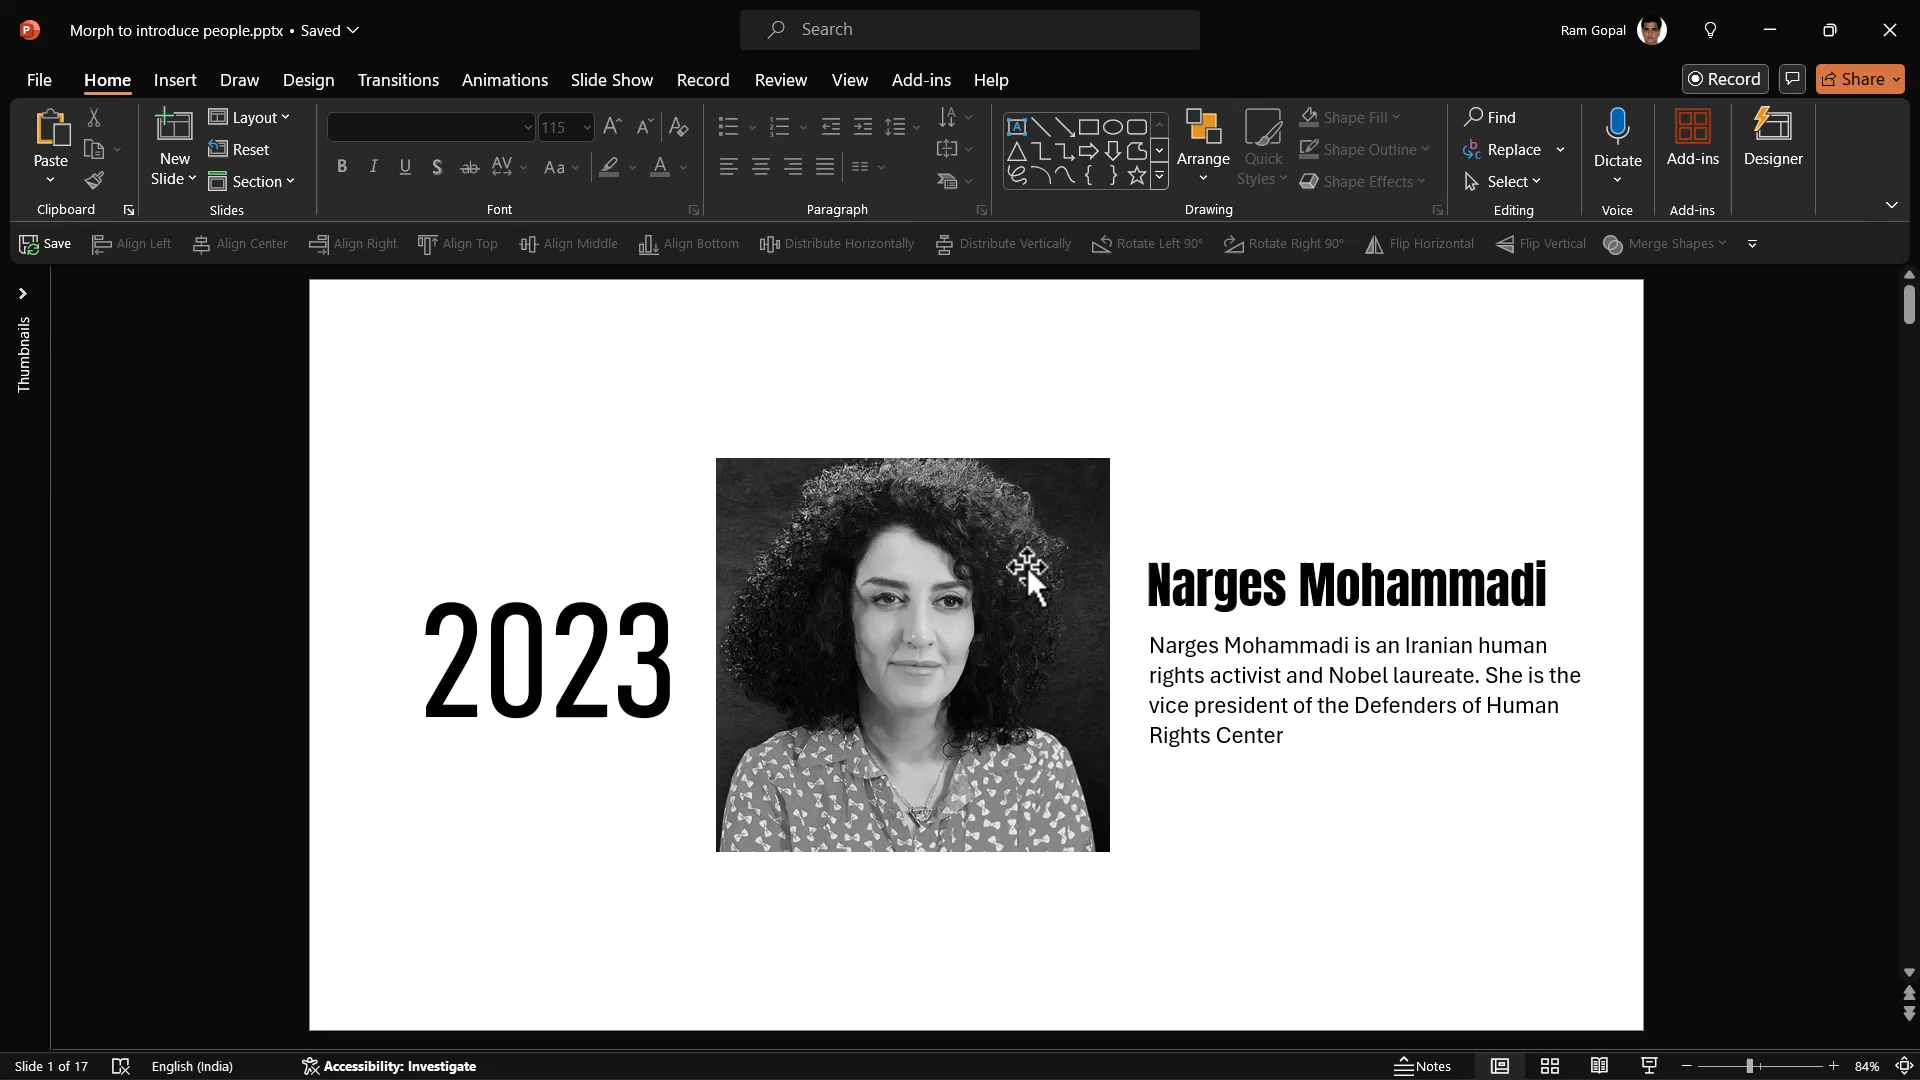 Morph to introduce people.pptx • Saved
Search
Ram Gopal
File Home Insert Draw Design Transitions Animations Slide Show Record Review View Add-ins Help
Record
Share
Paste
New Slide
Layout
Reset
Section
115
Aa
Arrange
Quick Styles
Shape Fill
Shape Outline
Shape Effects
Find
Replace
Select
Dictate
Add-ins
Designer
Clipboard
Slides
Font
Paragraph
Drawing
Editing
Voice
Add-ins
Save Align Left Align Center Align Right Align Top Align Middle Align Bottom Distribute Horizontally Distribute Vertically Rotate Left 90° Rotate Right 90° Flip Horizontal Flip Vertical Merge Shapes
Thumbnails
2023
Narges Mohammadi
Narges Mohammadi is an Iranian human
rights activist and Nobel laureate. She is the
vice president of the Defenders of Human
Rights Center
Slide 1 of 17 English (India) Accessibility: Investigate Notes 84%